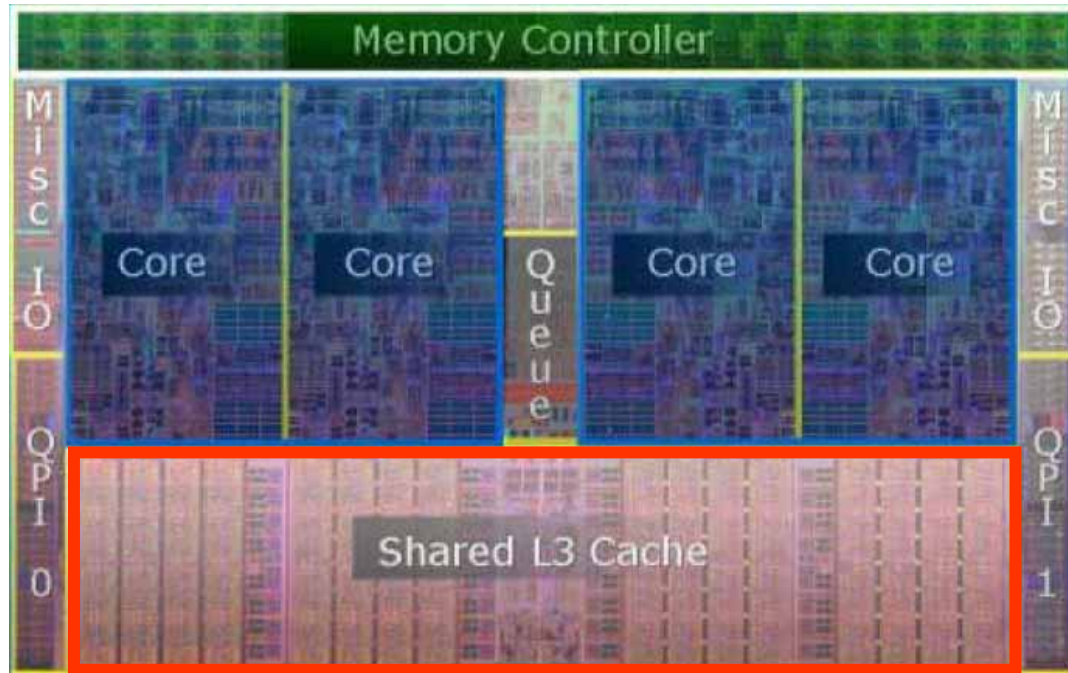 Memory Controller
Misc IO
Core
Core
Queue
Core
Core
Misc IO
QPI 0
Shared L3 Cache
QPI 1